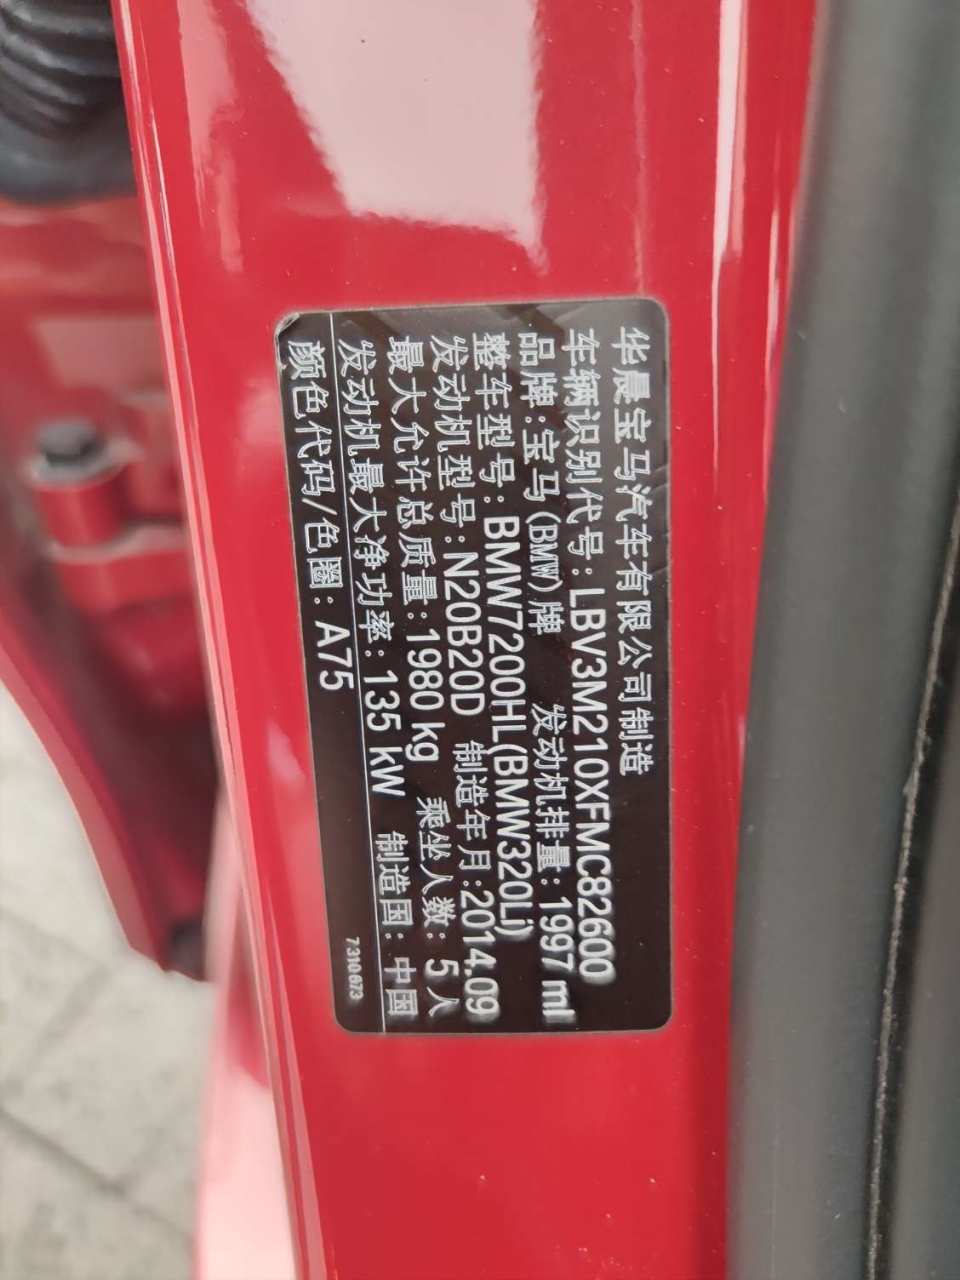 华晨宝马汽车有限公司制造
车辆识别代号:LBV3M210XFMC82600
品牌:宝马(BMW)牌 发动机排量:1997 ml
整车型号:BMW7200HL(BMW320Li)
发动机型号:N20B20D 制造年月:2014.09
最大允许总质量:1980 kg 乘坐人数:5人
发动机最大净功率:135 kW 制造国:中国
颜色代码/色圈:A75
7310673